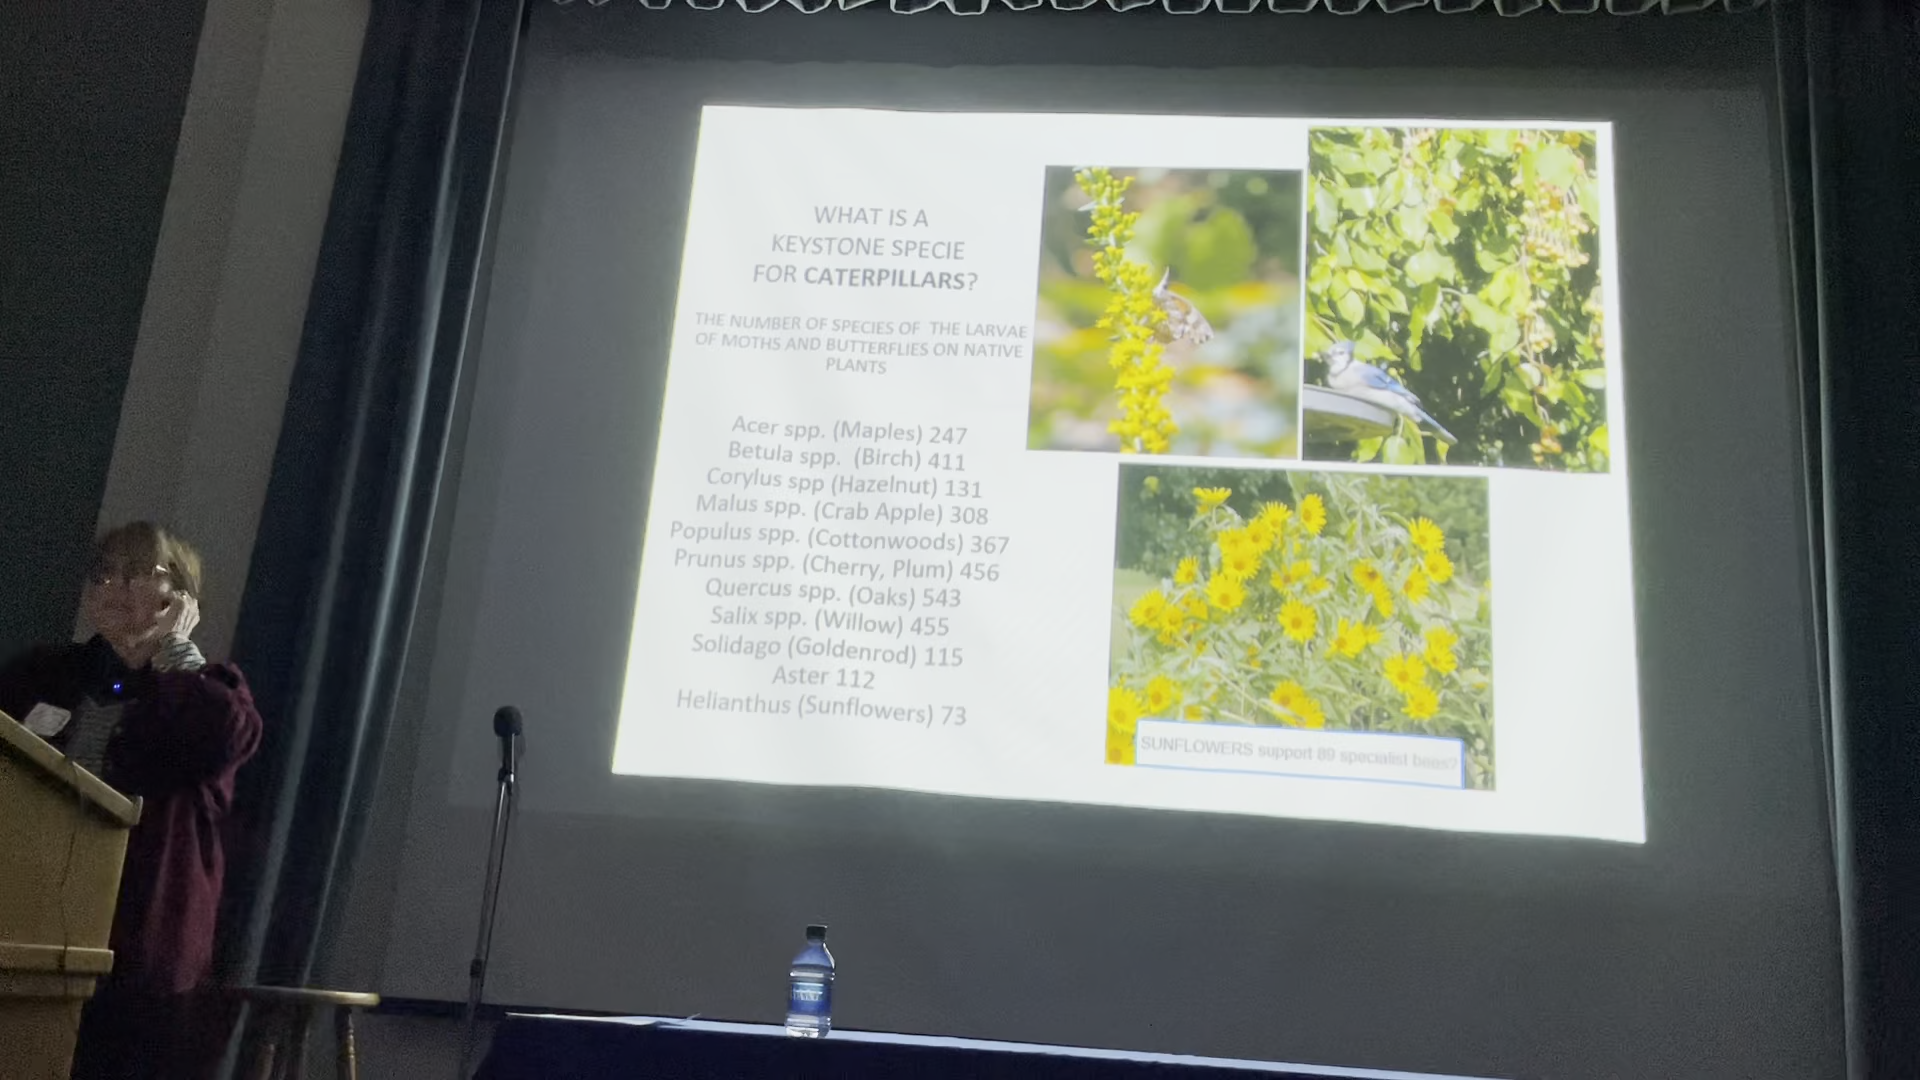 WHAT IS A
KEYSTONE SPECIE
FOR CATERPILLARS?
THE NUMBER OF SPECIES OF THE LARVAE
OF MOTHS AND BUTTERFLIES ON NATIVE
PLANTS
Acer spp. (Maples) 247
Betula spp. (Birch) 411
Corylus spp (Hazelnut) 131
Malus spp. (Crab Apple) 308
Populus spp. (Cottonwoods) 367
Prunus spp. (Cherry, Plum) 456
Quercus spp. (Oaks) 543
Salix spp. (Willow) 455
Solidago (Goldenrod) 115
Aster 112
Helianthus (Sunflowers) 73
SUNFLOWERS support 89 specialist bees?